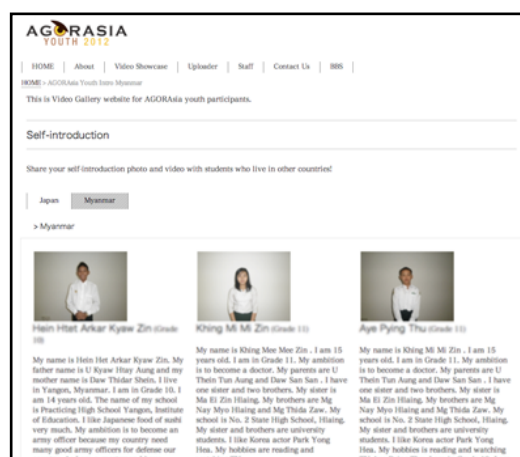 AGORASIA
YOUTH 2012
HOME | About | Video Showcase | Uploader | Staff | Contact Us | BBS |
HOME > AGORAsia Youth Intro Myanmar
This is Video Gallery website for AGORAsia youth participants.
Self-introduction
Share your self-introduction photo and video with students who live in other countries!
Japan Myanmar
> Myanmar
Hein Htet Arkar Kyaw Zin (Grade
10)
My name is Hein Htet Arkar Kyaw Zin. My
father name is U Kyaw Htay Aung and my
mother name is Daw Thidar Shein. I live
in Yangon, Myanmar. I am in Grade 10. I
am 14 years old. The name of my school
is Practicing High School Yangon, Institute
of Education. I like Japanese food of sushi
very much. My ambition is to become an
army officer because my country need
many good army officers for defense our
Khing Mi Mi Zin (Grade 11)
My name is Khing Mee Mee Zin . I am 15
years old. I am in Grade 11. My ambition
is to become a doctor. My parents are U
Thein Tun Aung and Daw San San . I have
one sister and two brothers. My sister is
Ma Ei Zin Hlaing, My brothers are Mg
Nay Myo Hlaing and Mg Thida Zaw. My
school is No. 2 State High School, Hlaing.
My sister and brothers are university
students. I like Korea actor Park Yong
Hea. My hobbies are reading and
Aye Pying Thu (Grade 11)
My name is Khing Mi Mi Zin . I am 15
years old. I am in Grade 11. My ambition
is to become a doctor. My parents are U
Thein Tun Aung and Daw San San . I have
one sister and two brothers. My sister is
Ma Ei Zin Hlaing, My brothers are Mg
Nay Myo Hlaing and Mg Thida Zaw. My
school is No. 2 State High School, Hlaing.
My sister and brothers are university
students. I like Korea actor Park Yong
Hea. My hobbies is reading and watching